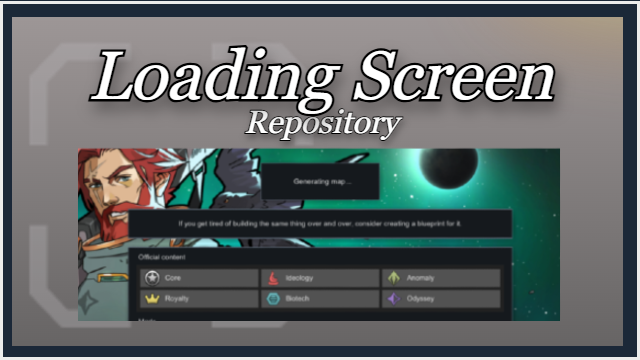 Loading Screen
Repository
Generating map...
If you get tired of building the same thing over and over, consider creating a blueprint for it.
Official content
Core
Ideology
Anomaly
Royalty
Biotech
Odyssey